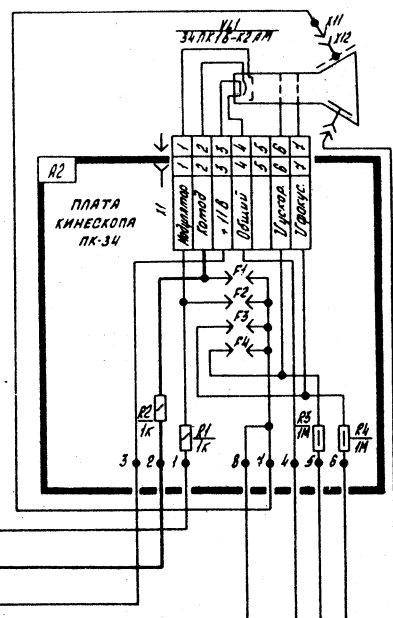 VL1
34ПК1Б-К2АМ
X11
X12
A2
X1
ПЛАТА
КИНЕСКОПА
ПК-34
1 2 3 4 5 6 7
1 2 3 4 5 6 7
Модулятор
Катод
+11В
Общий
Uускор.
Uфокус.
F1
F2
F3
F4
R2
1к
R1
1к
R3
1М
R4
1М
3 2 1 8 7 4 5 6